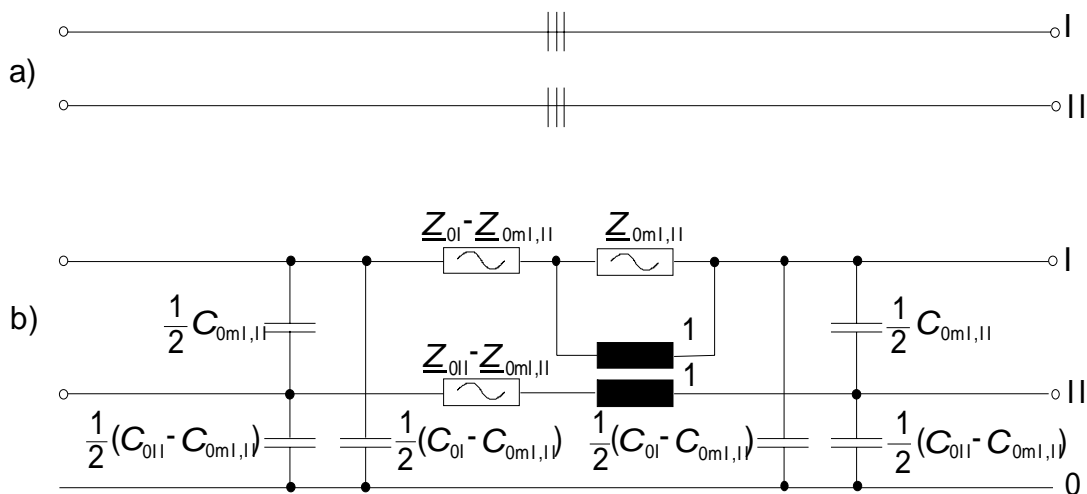 I
a)
II
Z0I-Z0mI,II
Z0mI,II
I
b)
1/2 C0mI,II
1
1/2 C0mI,II
Z0II-Z0mI,II
1
II
1/2(C0II-C0mI,II)
1/2(C0I-C0mI,II)
1/2(C0I-C0mI,II)
1/2(C0II-C0mI,II)
0